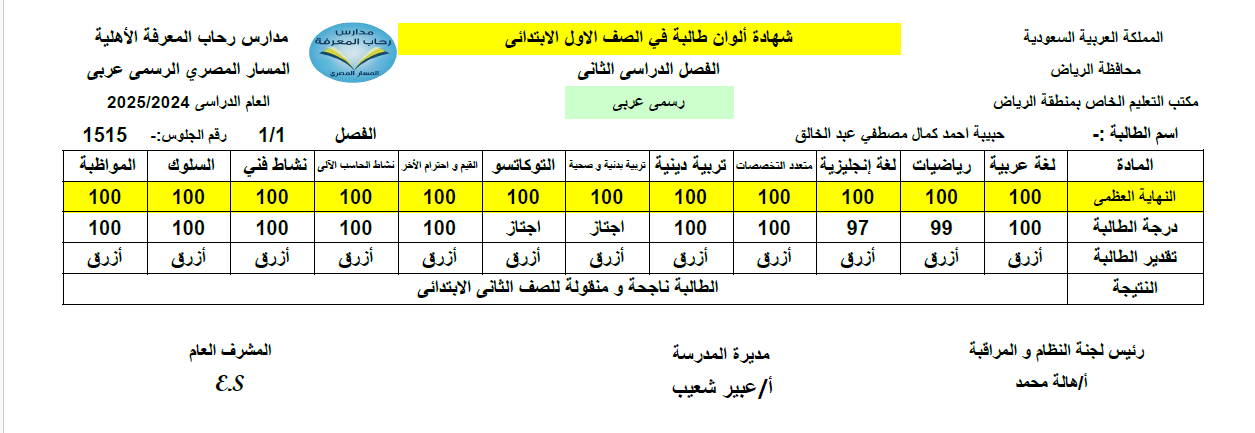 المملكة العربية السعودية
محافظة الرياض
مكتب التعليم الخاص بمنطقة الرياض
شهادة ألوان طالبة في الصف الاول الابتدائى
الفصل الدراسى الثانى
رسمى عربى
مدارس
رحاب المعرفة
المسار المصري
مدارس رحاب المعرفة الأهلية
المسار المصري الرسمى عربى
العام الدراسى 2025/2024
اسم الطالبة :- حبيبة احمد كمال مصطفي عبد الخالق الفصل 1/1 رقم الجلوس:- 1515
المادة لغة عربية رياضيات لغة إنجليزية متعدد التخصصات تربية دينية تربية بدنية و صحية التوكاتسو القيم و احترام الأخر نشاط الحاسب الآلى نشاط فني السلوك المواظبة
النهاية العظمى 100 100 100 100 100 100 100 100 100 100 100 100
درجة الطالبة 100 99 97 100 100 اجتاز اجتاز 100 100 100 100 100
تقدير الطالبة أزرق أزرق أزرق أزرق أزرق أزرق أزرق أزرق أزرق أزرق أزرق أزرق
النتيجة الطالبة ناجحة و منقولة للصف الثانى الابتدائى
رئيس لجنة النظام و المراقبة
أ/هالة محمد
مديرة المدرسة
أ/عبير شعيب
المشرف العام
E.S